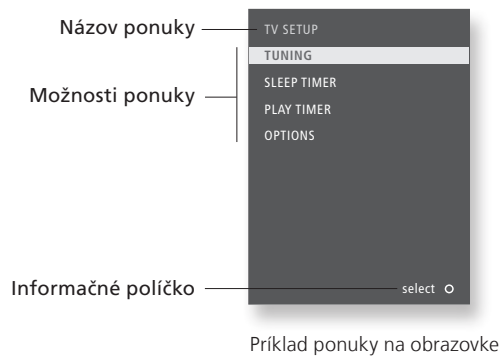 Názov ponuky
TV SETUP
TUNING
Možnosti ponuky
SLEEP TIMER
PLAY TIMER
OPTIONS
Informačné políčko
select
Príklad ponuky na obrazovke